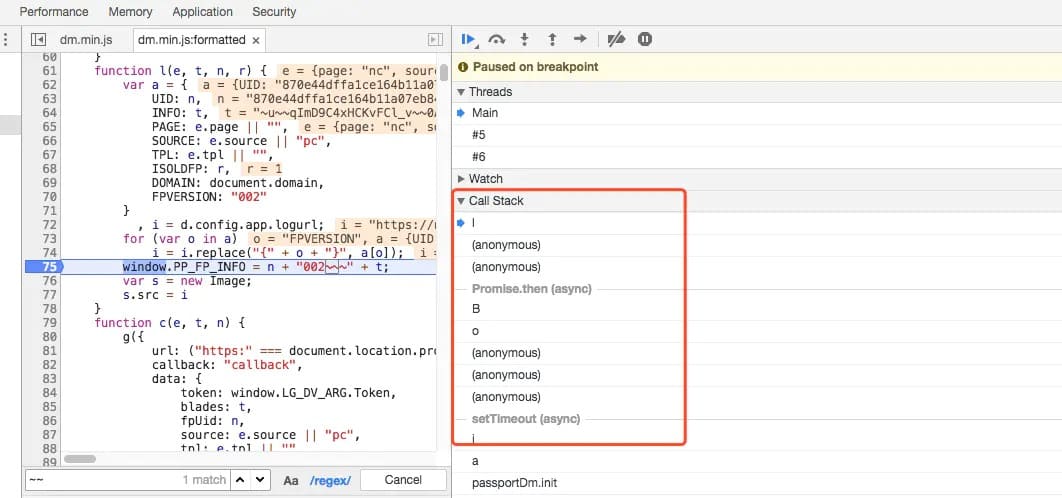 Performance Memory Application Security
dm.min.js dm.min.js:formatted ×
60 }
61 function l(e, t, n, r) { e = {page: "nc", sourc
62 var a = { a = {UID: "870e44dffa1ce164b11a07
63 UID: n, n = "870e44dffa1ce164b11a07eb84
64 INFO: t, t = "~u~~qImD9C4xHCKvFCl_v~~0A
65 PAGE: e.page || "", e = {page: "nc", so
66 SOURCE: e.source || "pc",
67 TPL: e.tpl || "",
68 ISOLDFP: r, r = 1
69 DOMAIN: document.domain,
70 FPVERSION: "002"
71 }
72 , i = d.config.app.logurl; i = "https://n
73 for (var o in a) o = "FPVERSION", a = {UID
74 i = i.replace("{" + o + "}", a[o]); i =
75 window.PP_FP_INFO = n + "002~~~" + t;
76 var s = new Image;
77 s.src = i
78 }
79 function c(e, t, n) {
80 g({
81 url: ("https:" === document.location.pro
82 callback: "callback",
83 data: {
84 token: window.LG_DV_ARG.Token,
85 blades: t,
86 fpUid: n,
87 source: e.source || "pc",
88 tpl: e.tpl || ""
89
~~ 1 match Aa /regex/ Cancel
Paused on breakpoint
Threads
Main
#5
#6
Watch
Call Stack
l
(anonymous)
(anonymous)
Promise.then (async)
B
o
(anonymous)
(anonymous)
(anonymous)
setTimeout (async)
i
a
passportDm.init